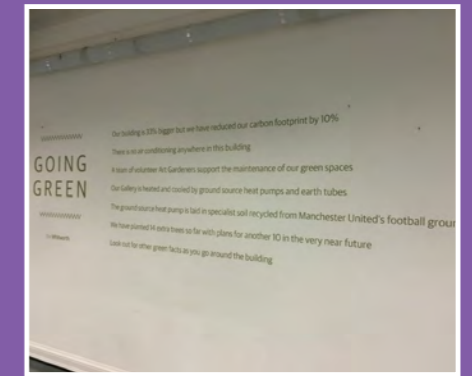 GOING
GREEN
Our building is 33% bigger but we have reduced our carbon footprint by 10%
There is no air conditioning anywhere in this building
A team of volunteer Art Gardeners support the maintenance of our green spaces
Our Gallery is heated and cooled by ground source heat pumps and earth tubes
The ground source heat pump is laid in specialist soil recycled from Manchester United's football groun
We have planted 14 extra trees so far with plans for another 10 in the very near future
Look out for other green facts as you go around the building